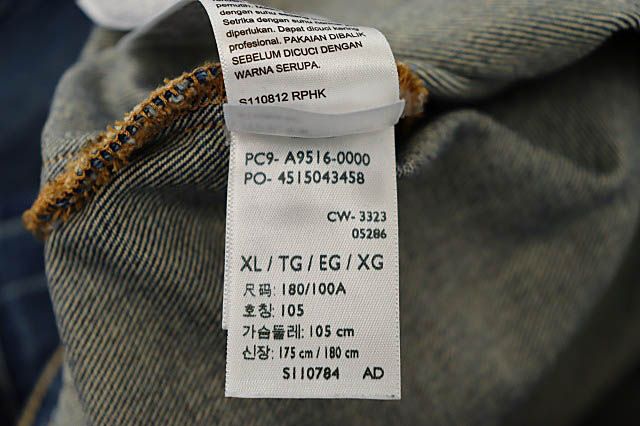 dengan suhu
Setrika dengan suhu
diperlukan. Dapat dicuci karena
profesional. PAKAIAN DIBALIK
SEBELUM DICUCI DENGAN
WARNA SERUPA.
S110812 RPHK
PC9- A9516-0000
PO- 4515043458
CW- 3323
05286
XL / TG / EG / XG
尺码: 180/100A
호칭: 105
가슴둘레: 105 cm
신장: 175 cm / 180 cm
S110784 AD